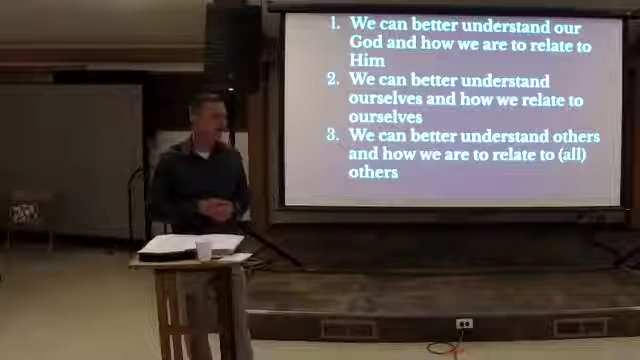 1. We can better understand our
God and how we are to relate to
Him
2. We can better understand
ourselves and how we relate to
ourselves
3. We can better understand others
and how we are to relate to (all)
others